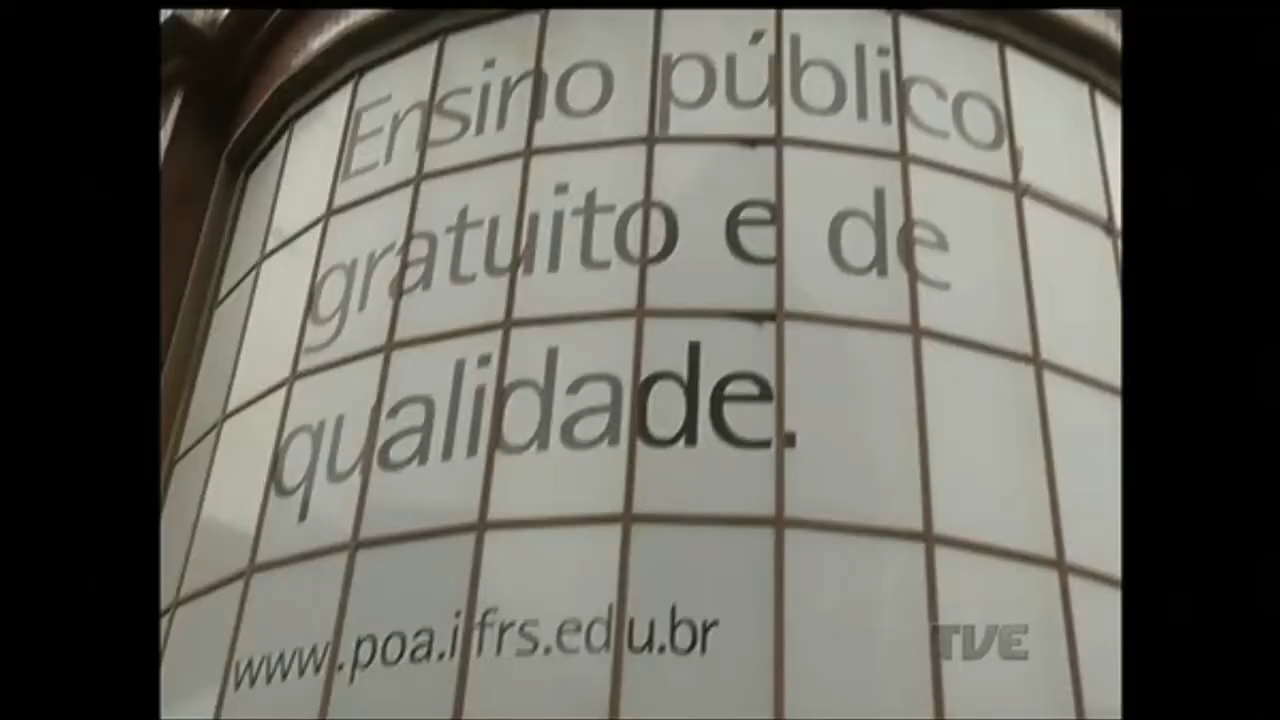 Ensino público,
gratuito e de
qualidade.
www.poa.ifrs.edu.br
TVE